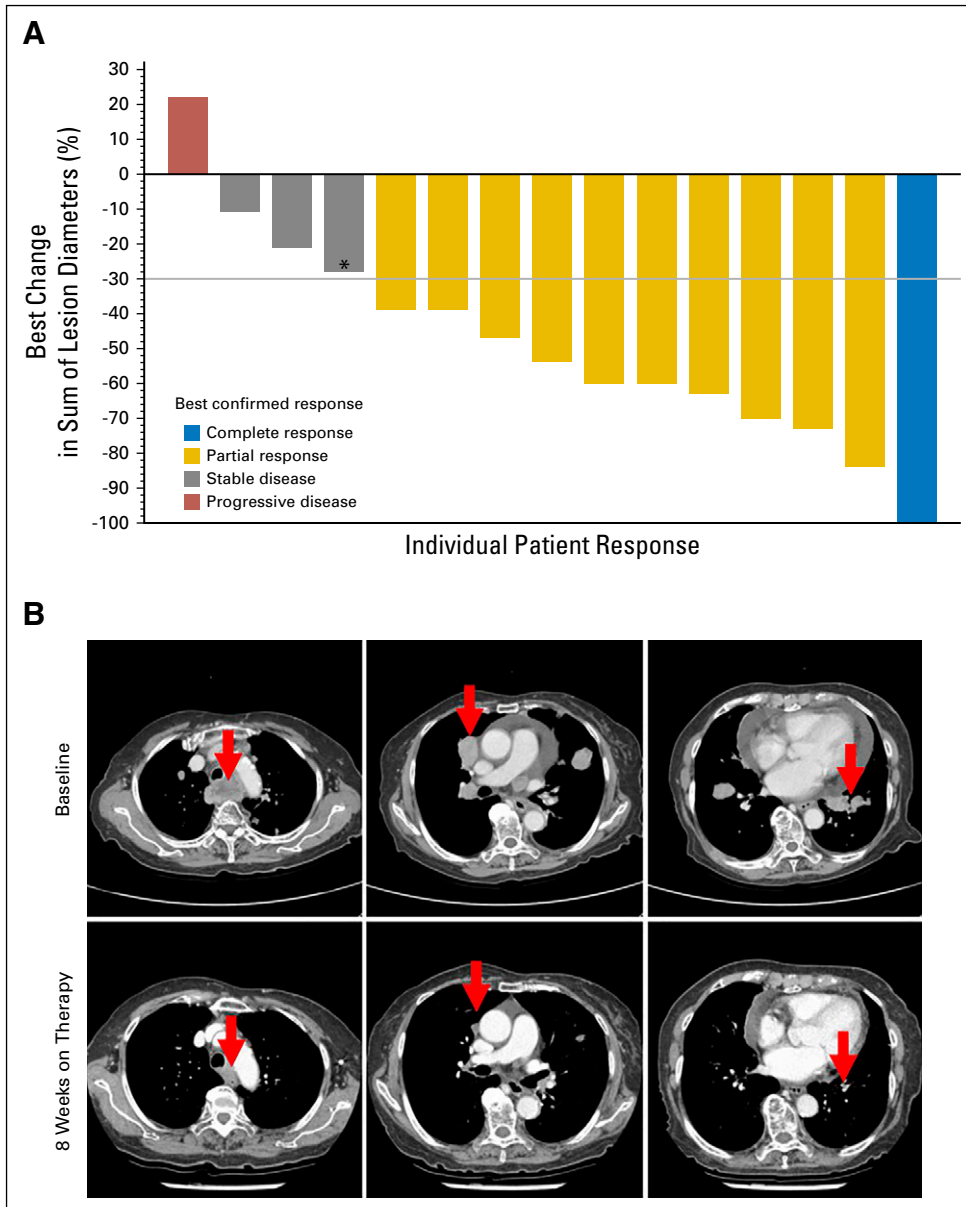 A
Best Change
in Sum of Lesion Diameters (%)
30
20
10
0
-10
-20
-30
-40
-50
-60
-70
-80
-90
-100
*
Best confirmed response
Complete response
Partial response
Stable disease
Progressive disease
Individual Patient Response
B
Baseline
8 Weeks on Therapy